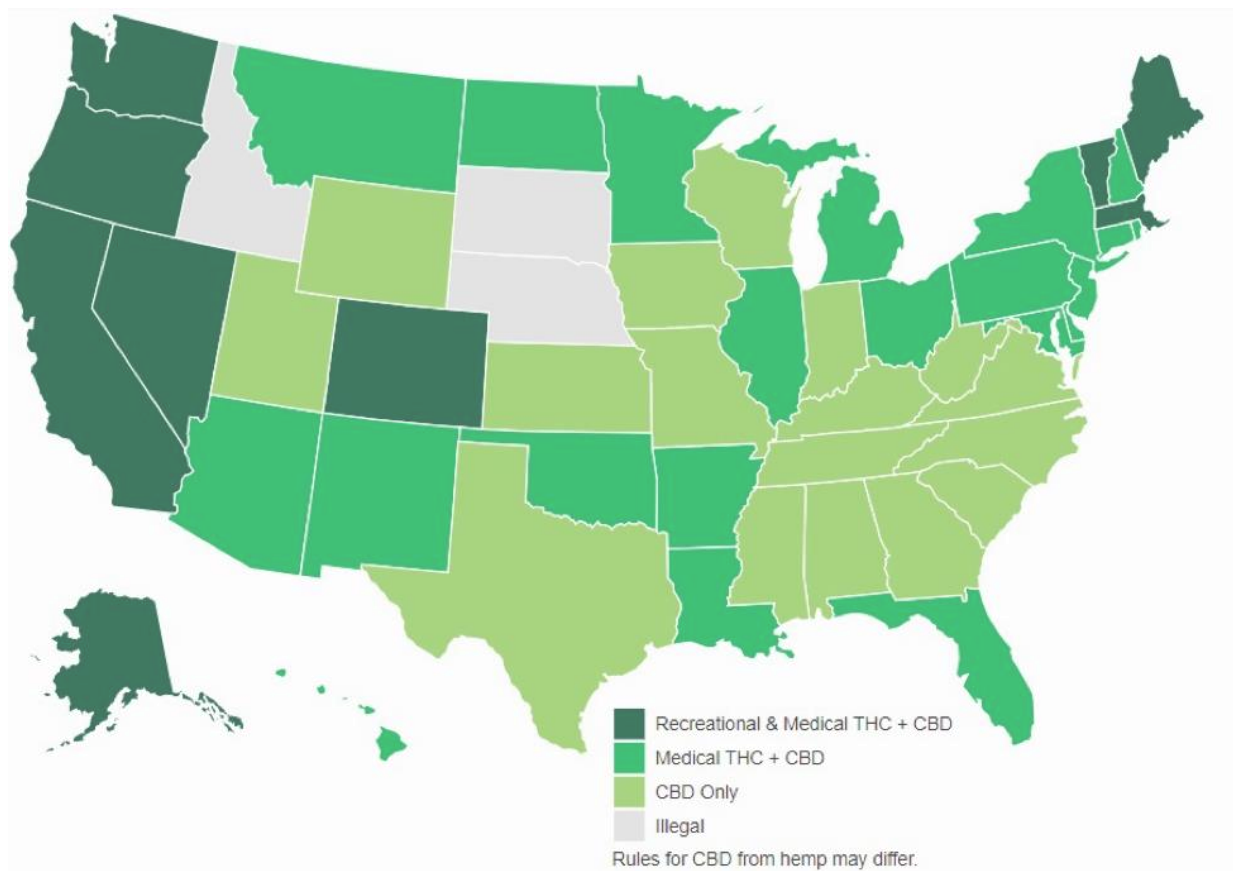 Recreational & Medical THC + CBD
Medical THC + CBD
CBD Only
Illegal
Rules for CBD from hemp may differ.